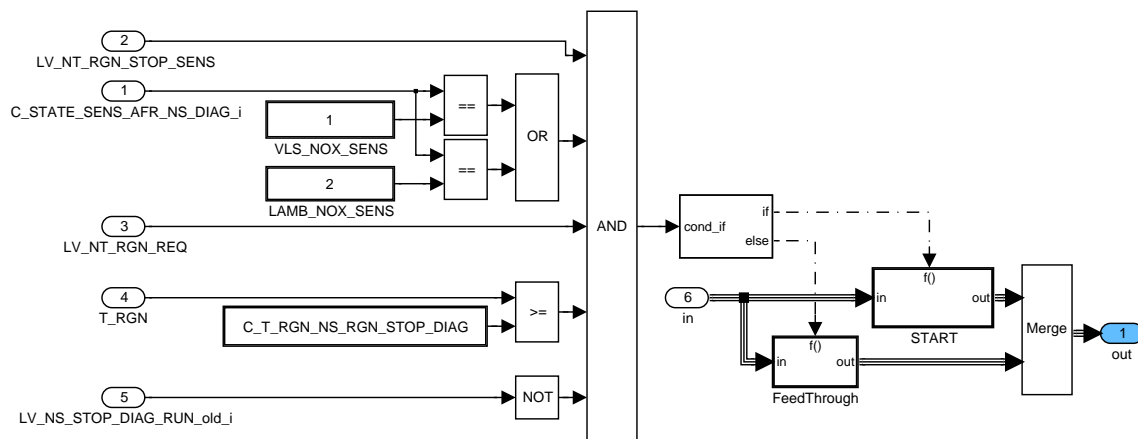 2
LV_NT_RGN_STOP_SENS
1
C_STATE_SENS_AFR_NS_DIAG_i
==
1
VLS_NOX_SENS
OR
==
2
LAMB_NOX_SENS
3
LV_NT_RGN_REQ
AND
cond_if
if
else
4
T_RGN
>=
C_T_RGN_NS_RGN_STOP_DIAG
6
in
f()
in
out
START
f()
in
out
FeedThrough
Merge
1
out
5
LV_NS_STOP_DIAG_RUN_old_i
NOT